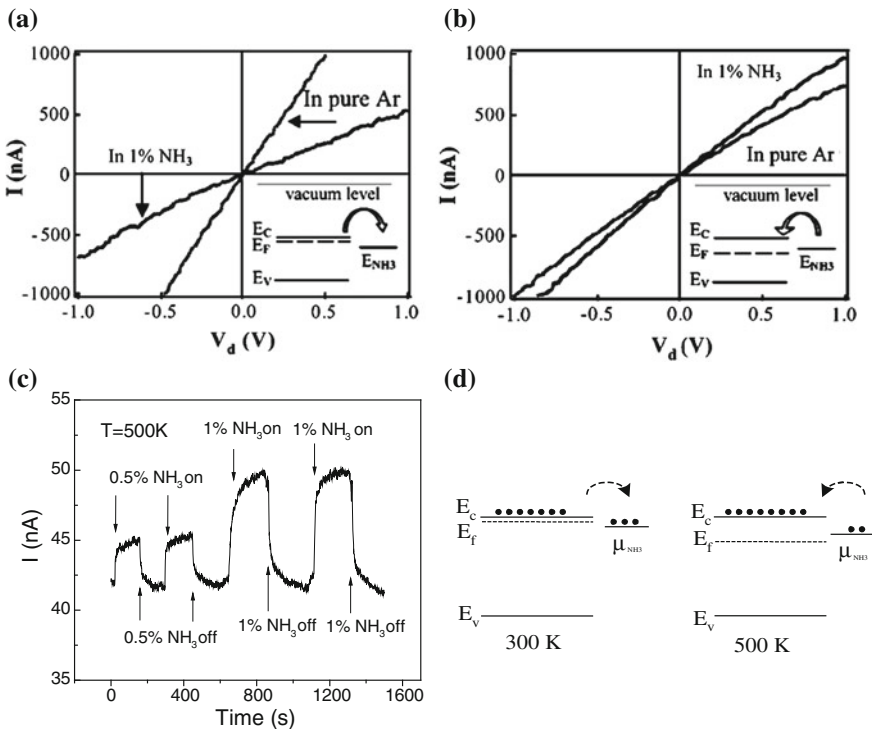 (a)
1000
500
0
-500
-1000
I (nA)
In pure Ar
In 1% NH3
vacuum level
EC
EF
ENH3
EV
-1.0
-0.5
0.0
0.5
1.0
Vd (V)
(b)
1000
500
0
-500
-1000
I (nA)
In 1% NH3
In pure Ar
vacuum level
EC
EF
ENH3
EV
-1.0
-0.5
0.0
0.5
1.0
Vd (V)
(c)
55
50
45
40
35
I (nA)
T=500K
1% NH3 on
1% NH3 on
0.5% NH3 on
0.5% NH3 off
1% NH3 off
1% NH3 off
0
400
800
1200
1600
Time (s)
(d)
Ec
Ef
μNH3
Ev
300 K
Ec
Ef
μNH3
Ev
500 K